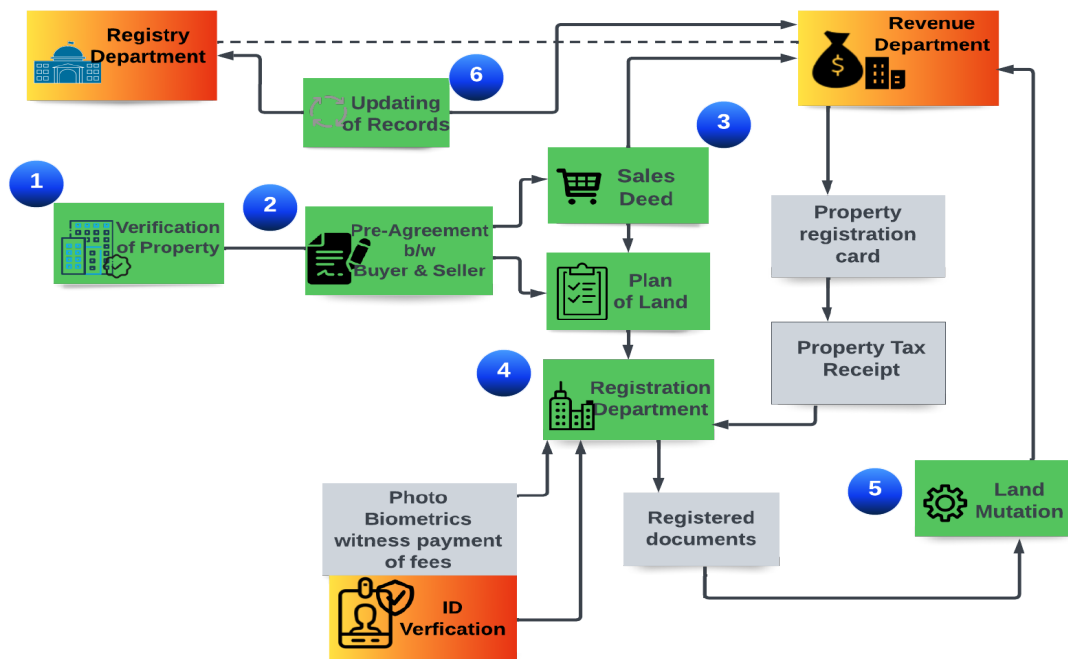 Registry
Department
Revenue
Department
$
6
Updating
of Records
3
1
2
Sales
Deed
Verification
of Property
Pre-Agreement
b/w
Buyer & Seller
Property
registration
card
Plan
of Land
Property Tax
Receipt
4
Registration
Department
5
Land
Mutation
Photo
Biometrics
witness payment
of fees
Registered
documents
ID
Verfication